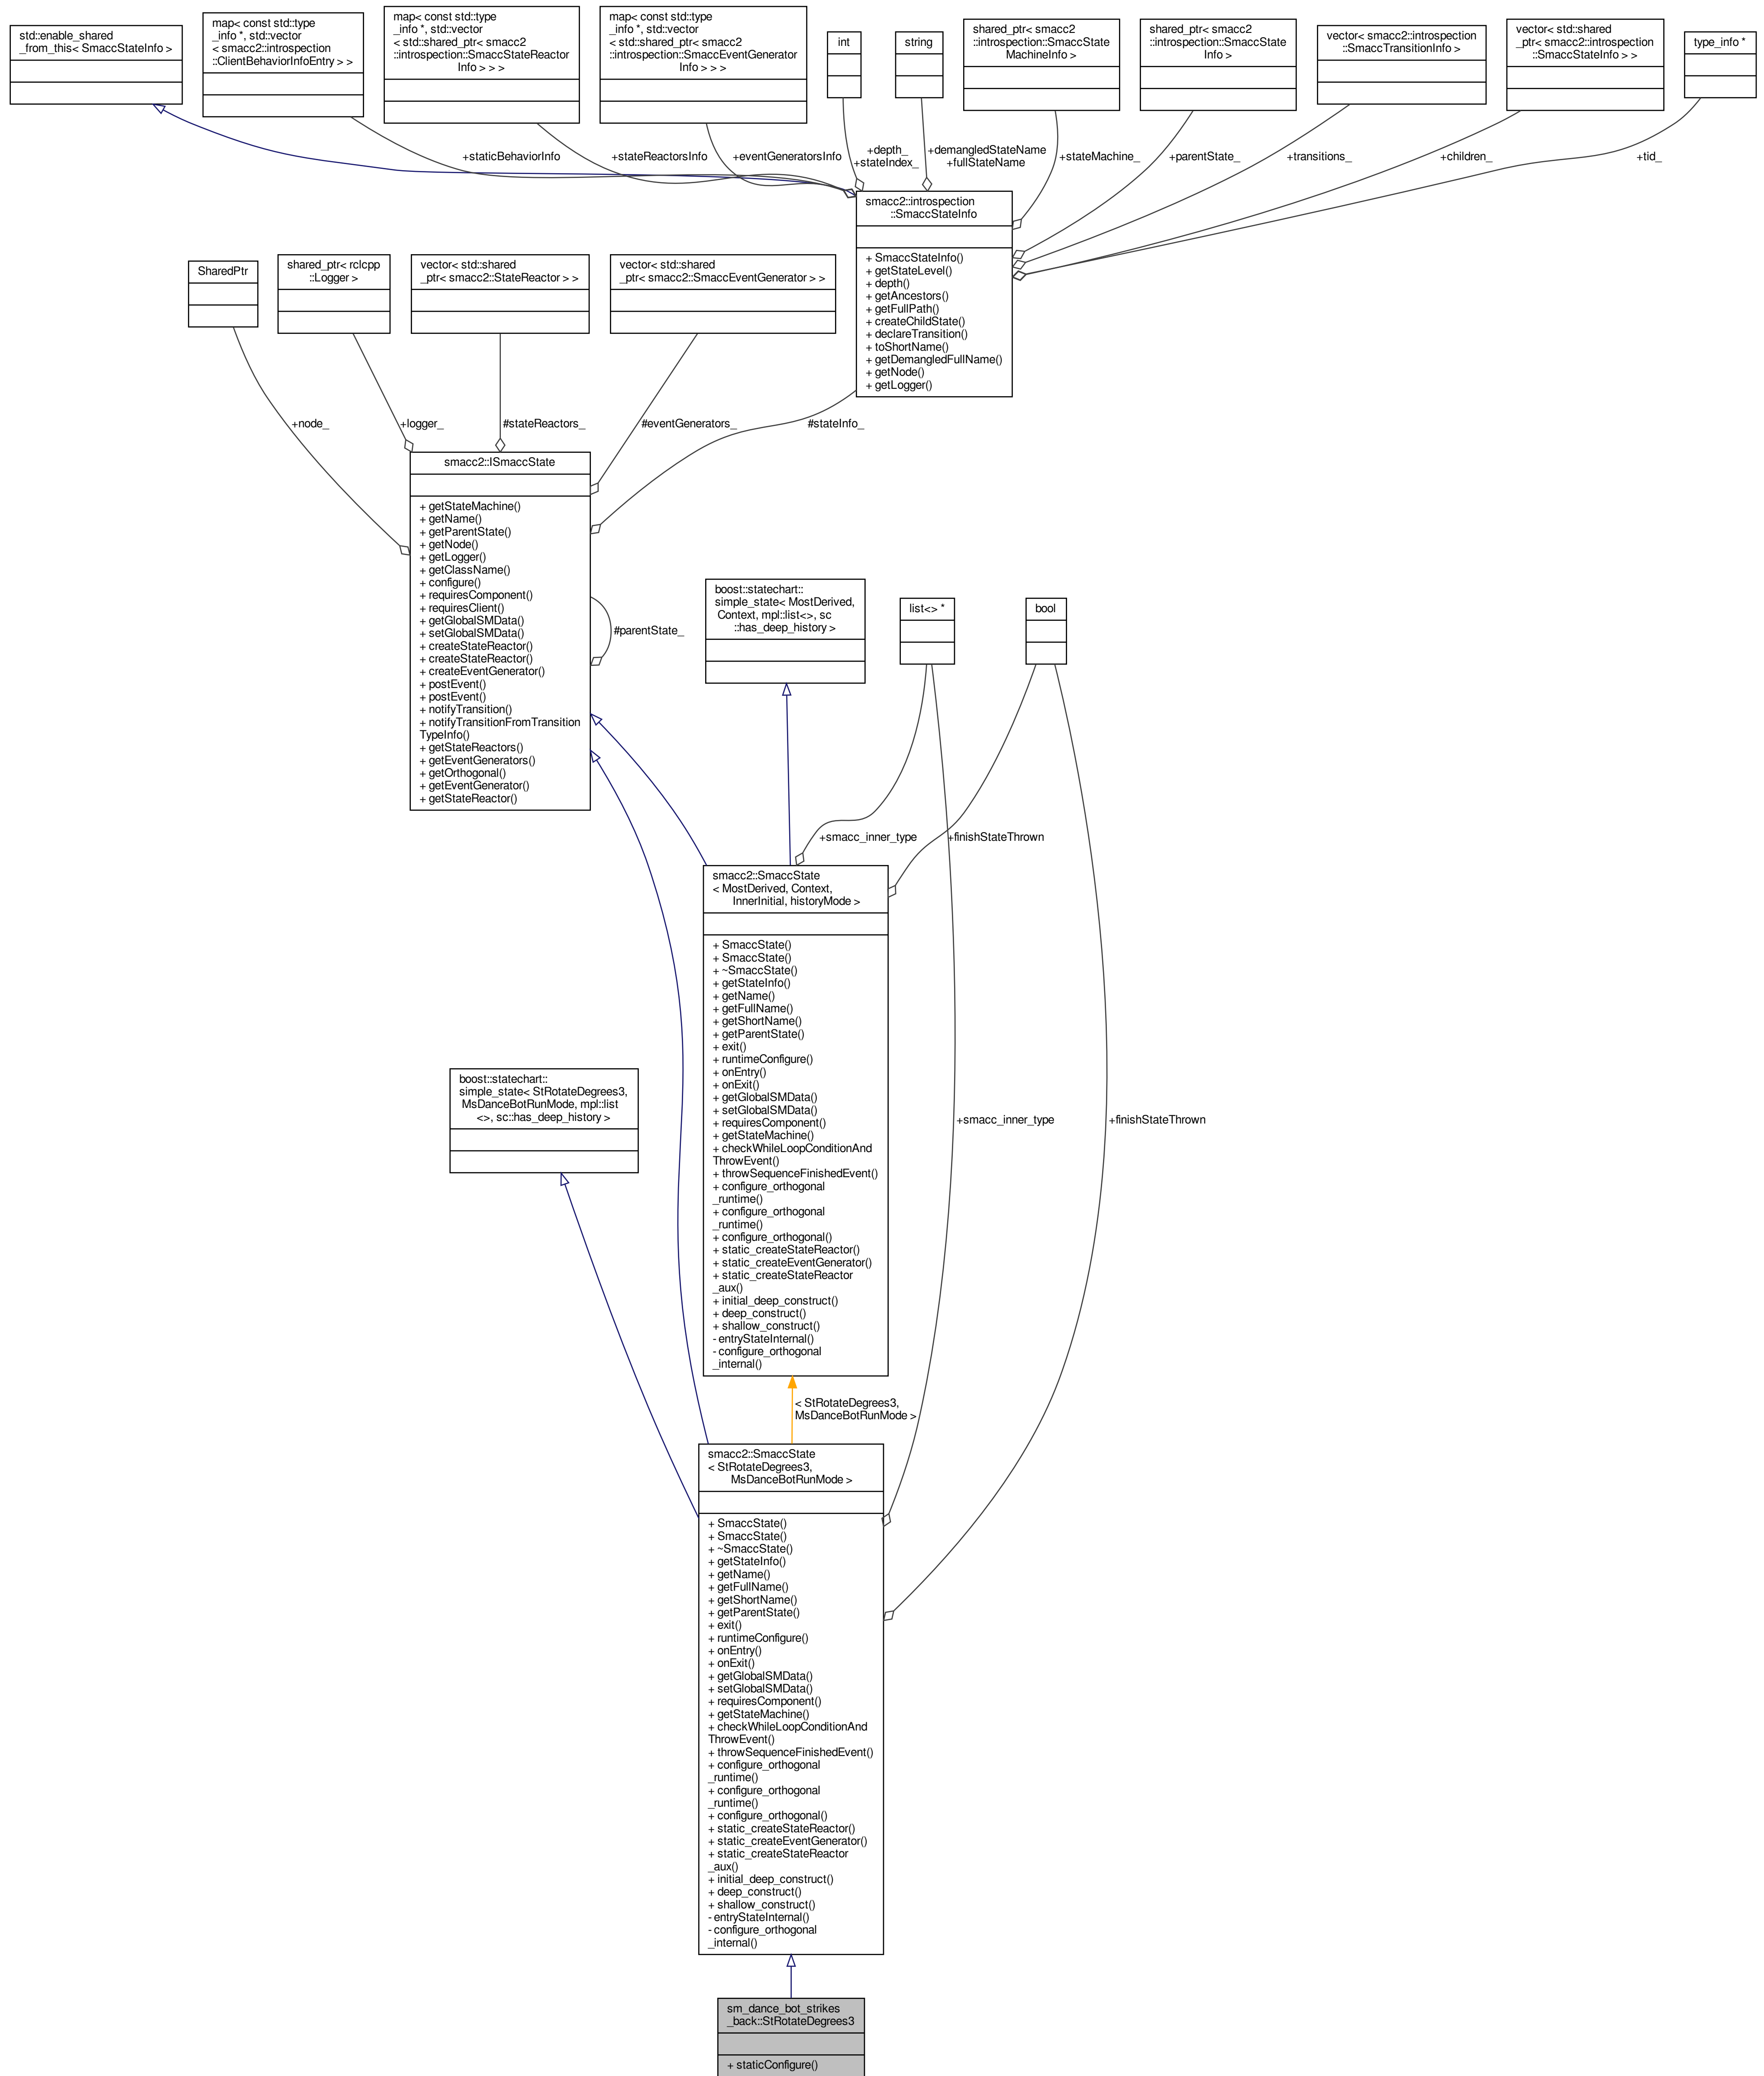 std::enable_shared
_from_this< SmaccStateInfo >
map< const std::type
_info *, std::vector
< smacc2::introspection
::ClientBehaviorInfoEntry > >
map< const std::type
_info *, std::vector
< std::shared_ptr< smacc2
::introspection::SmaccStateReactor
Info > > >
map< const std::type
_info *, std::vector
< std::shared_ptr< smacc2
::introspection::SmaccEventGenerator
Info > > >
int
string
shared_ptr< smacc2
::introspection::SmaccState
MachineInfo >
shared_ptr< smacc2
::introspection::SmaccState
Info >
vector< smacc2::introspection
::SmaccTransitionInfo >
vector< std::shared
_ptr< smacc2::introspection
::SmaccStateInfo > >
type_info *
+staticBehaviorInfo
+stateReactorsInfo
+eventGeneratorsInfo
+depth_
+stateIndex_
+demangledStateName
+fullStateName
+stateMachine_
+parentState_
+transitions_
+children_
+tid_
smacc2::introspection
::SmaccStateInfo
+ SmaccStateInfo()
+ getStateLevel()
+ depth()
+ getAncestors()
+ getFullPath()
+ createChildState()
+ declareTransition()
+ toShortName()
+ getDemangledFullName()
+ getNode()
+ getLogger()
SharedPtr
shared_ptr< rclcpp
::Logger >
vector< std::shared
_ptr< smacc2::StateReactor > >
vector< std::shared
_ptr< smacc2::SmaccEventGenerator > >
+node_
+logger_
#stateReactors_
#eventGenerators_
#stateInfo_
smacc2::ISmaccState
+ getStateMachine()
+ getName()
+ getParentState()
+ getNode()
+ getLogger()
+ getClassName()
+ configure()
+ requiresComponent()
+ requiresClient()
+ getGlobalSMData()
+ setGlobalSMData()
+ createStateReactor()
+ createStateReactor()
+ createEventGenerator()
+ postEvent()
+ postEvent()
+ notifyTransition()
+ notifyTransitionFromTransition
TypeInfo()
+ getStateReactors()
+ getEventGenerators()
+ getOrthogonal()
+ getEventGenerator()
+ getStateReactor()
#parentState_
boost::statechart::
simple_state< MostDerived,
Context, mpl::list<>, sc
::has_deep_history >
list<> *
bool
+smacc_inner_type
+finishStateThrown
smacc2::SmaccState
< MostDerived, Context,
InnerInitial, historyMode >
+ SmaccState()
+ SmaccState()
+ ~SmaccState()
+ getStateInfo()
+ getName()
+ getFullName()
+ getShortName()
+ getParentState()
+ exit()
+ runtimeConfigure()
+ onEntry()
+ onExit()
+ getGlobalSMData()
+ setGlobalSMData()
+ requiresComponent()
+ getStateMachine()
+ checkWhileLoopConditionAnd
ThrowEvent()
+ throwSequenceFinishedEvent()
+ configure_orthogonal
_runtime()
+ configure_orthogonal
_runtime()
+ configure_orthogonal()
+ static_createStateReactor()
+ static_createEventGenerator()
+ static_createStateReactor
_aux()
+ initial_deep_construct()
+ deep_construct()
+ shallow_construct()
- entryStateInternal()
- configure_orthogonal
_internal()
boost::statechart::
simple_state< StRotateDegrees3,
MsDanceBotRunMode, mpl::list
<>, sc::has_deep_history >
+smacc_inner_type
+finishStateThrown
< StRotateDegrees3,
MsDanceBotRunMode >
smacc2::SmaccState
< StRotateDegrees3,
MsDanceBotRunMode >
+ SmaccState()
+ SmaccState()
+ ~SmaccState()
+ getStateInfo()
+ getName()
+ getFullName()
+ getShortName()
+ getParentState()
+ exit()
+ runtimeConfigure()
+ onEntry()
+ onExit()
+ getGlobalSMData()
+ setGlobalSMData()
+ requiresComponent()
+ getStateMachine()
+ checkWhileLoopConditionAnd
ThrowEvent()
+ throwSequenceFinishedEvent()
+ configure_orthogonal
_runtime()
+ configure_orthogonal
_runtime()
+ configure_orthogonal()
+ static_createStateReactor()
+ static_createEventGenerator()
+ static_createStateReactor
_aux()
+ initial_deep_construct()
+ deep_construct()
+ shallow_construct()
- entryStateInternal()
- configure_orthogonal
_internal()
sm_dance_bot_strikes
_back::StRotateDegrees3
+ staticConfigure()